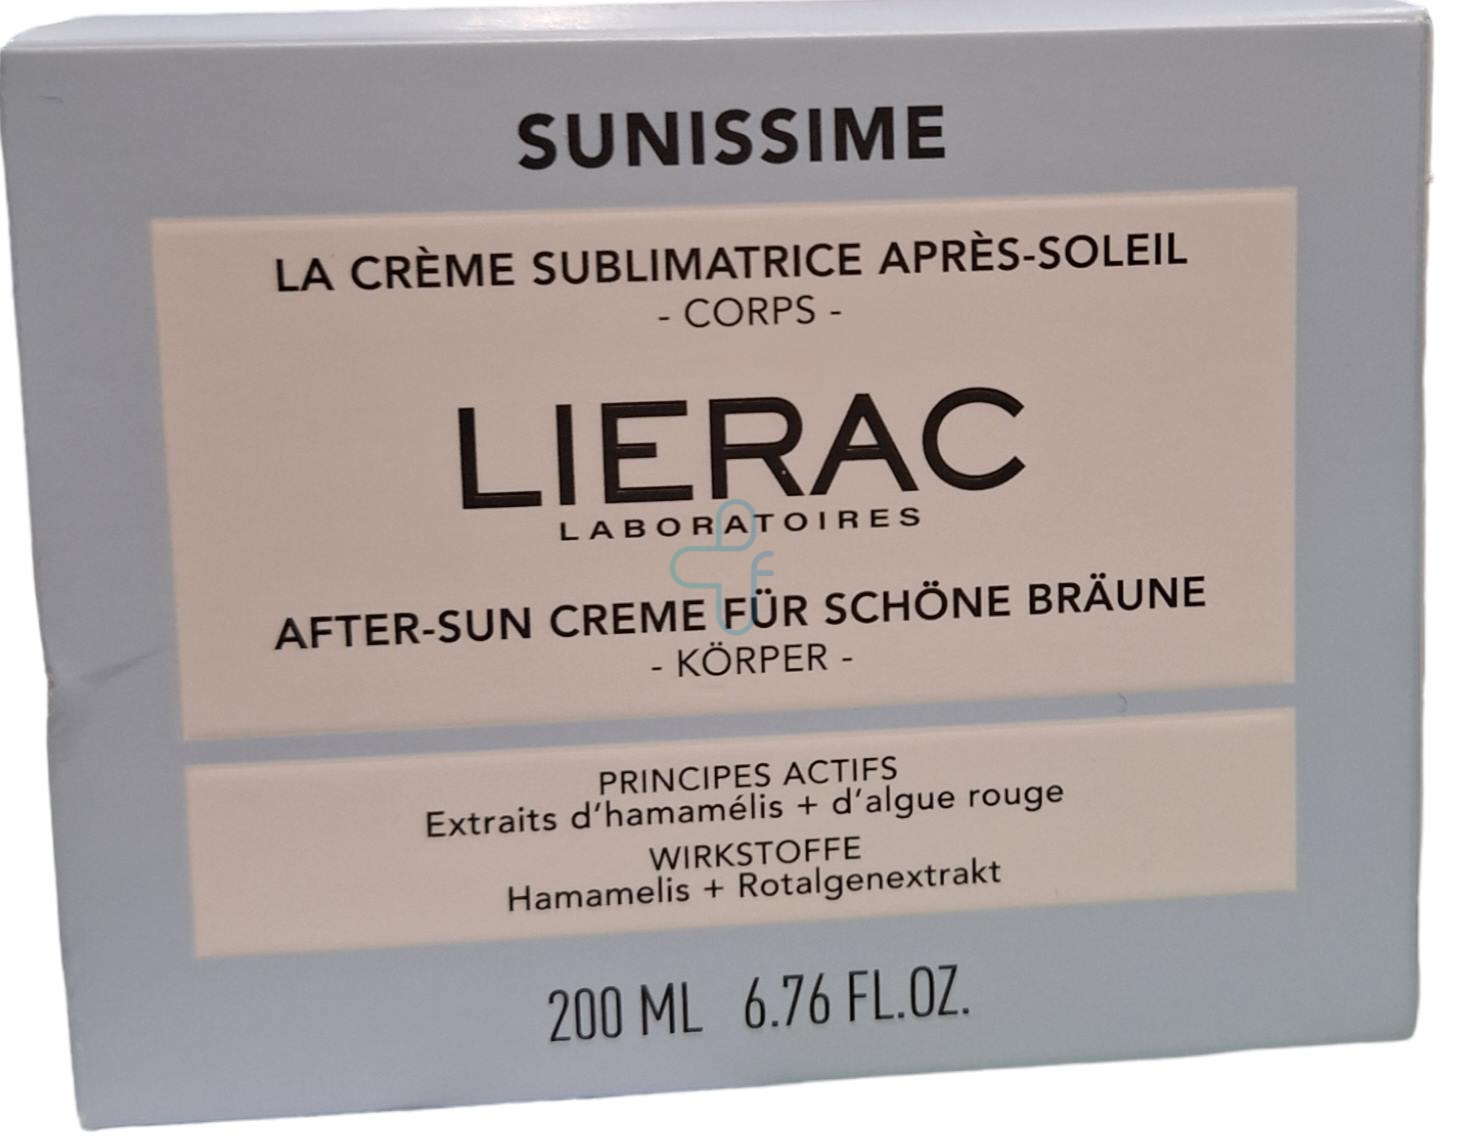 SUNISSIME
LA CRÈME SUBLIMATRICE APRÈS-SOLEIL
- CORPS -
LIERAC
LABORATOIRES
AFTER-SUN CREME FÜR SCHÖNE BRÄUNE
- KÖRPER -
PRINCIPES ACTIFS
Extraits d'hamamélis + d'algue rouge
WIRKSTOFFE
Hamamelis + Rotalgenextrakt
200 ML 6.76 FL.OZ.